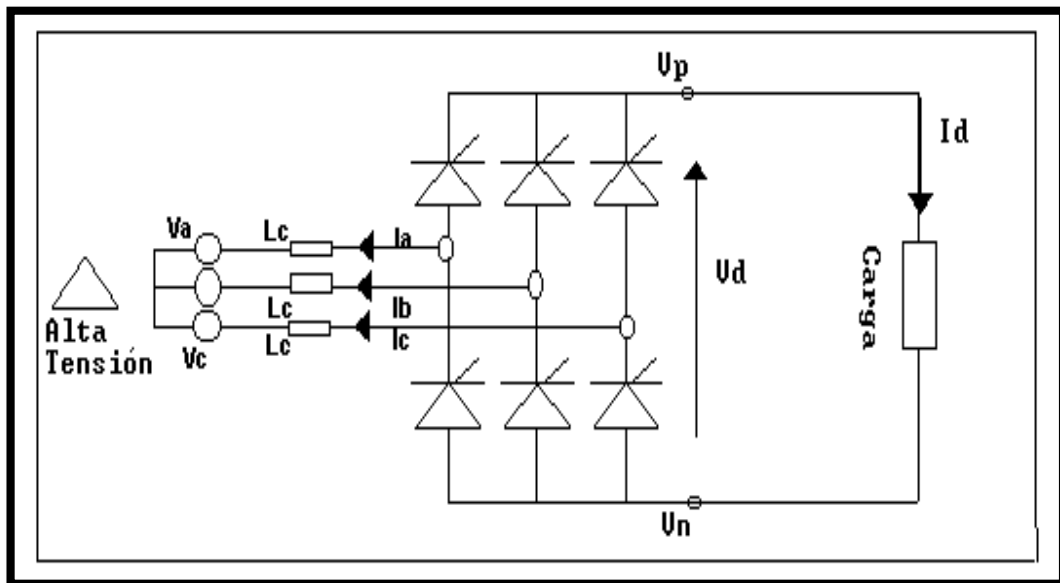 Vp
Id
Va
Lc
Ia
Vd
Carga
Lc
Ib
Lc
Ic
Vc
Alta
Tensión
Vn